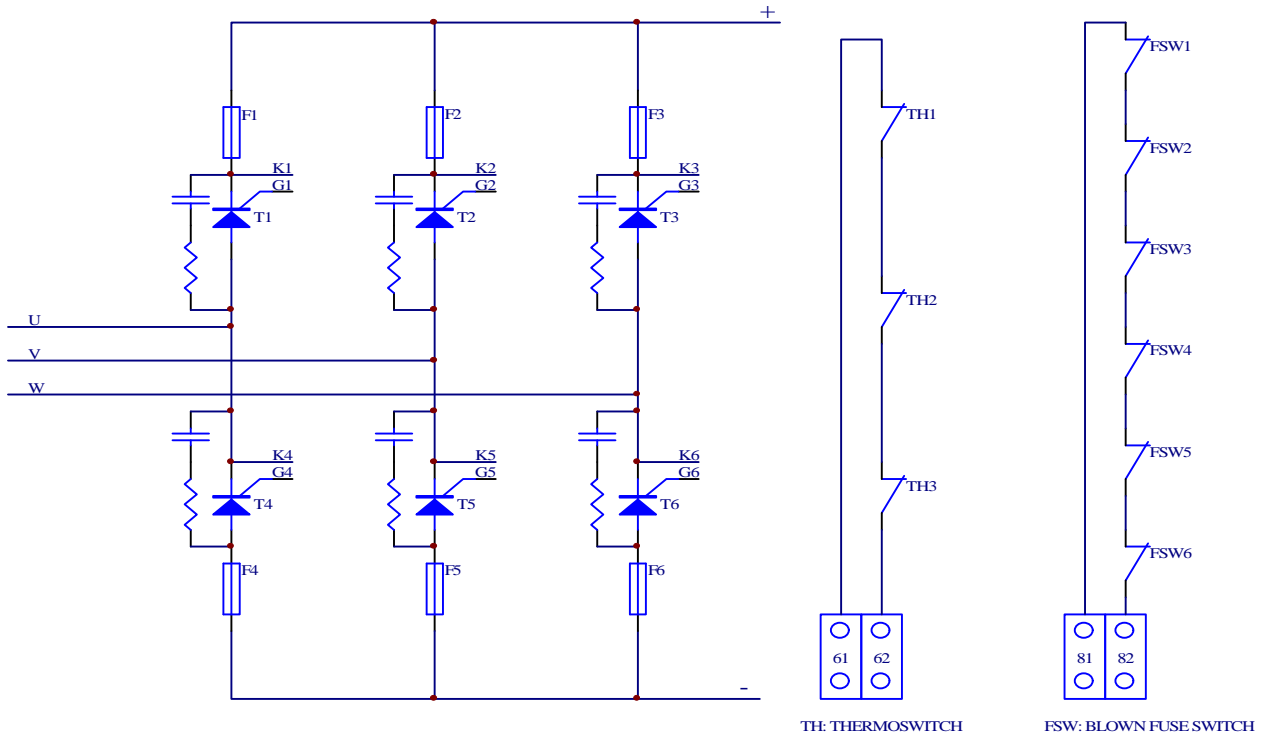 +
F1
F2
F3
K1
K2
K3
G1
G2
G3
T1
T2
T3
U
V
W
K4
K5
K6
G4
G5
G6
T4
T5
T6
F4
F5
F6
-
TH1
TH2
TH3
61
62
TH: THERMOSWITCH
FSW1
FSW2
FSW3
FSW4
FSW5
FSW6
81
82
FSW: BLOWN FUSE SWITCH